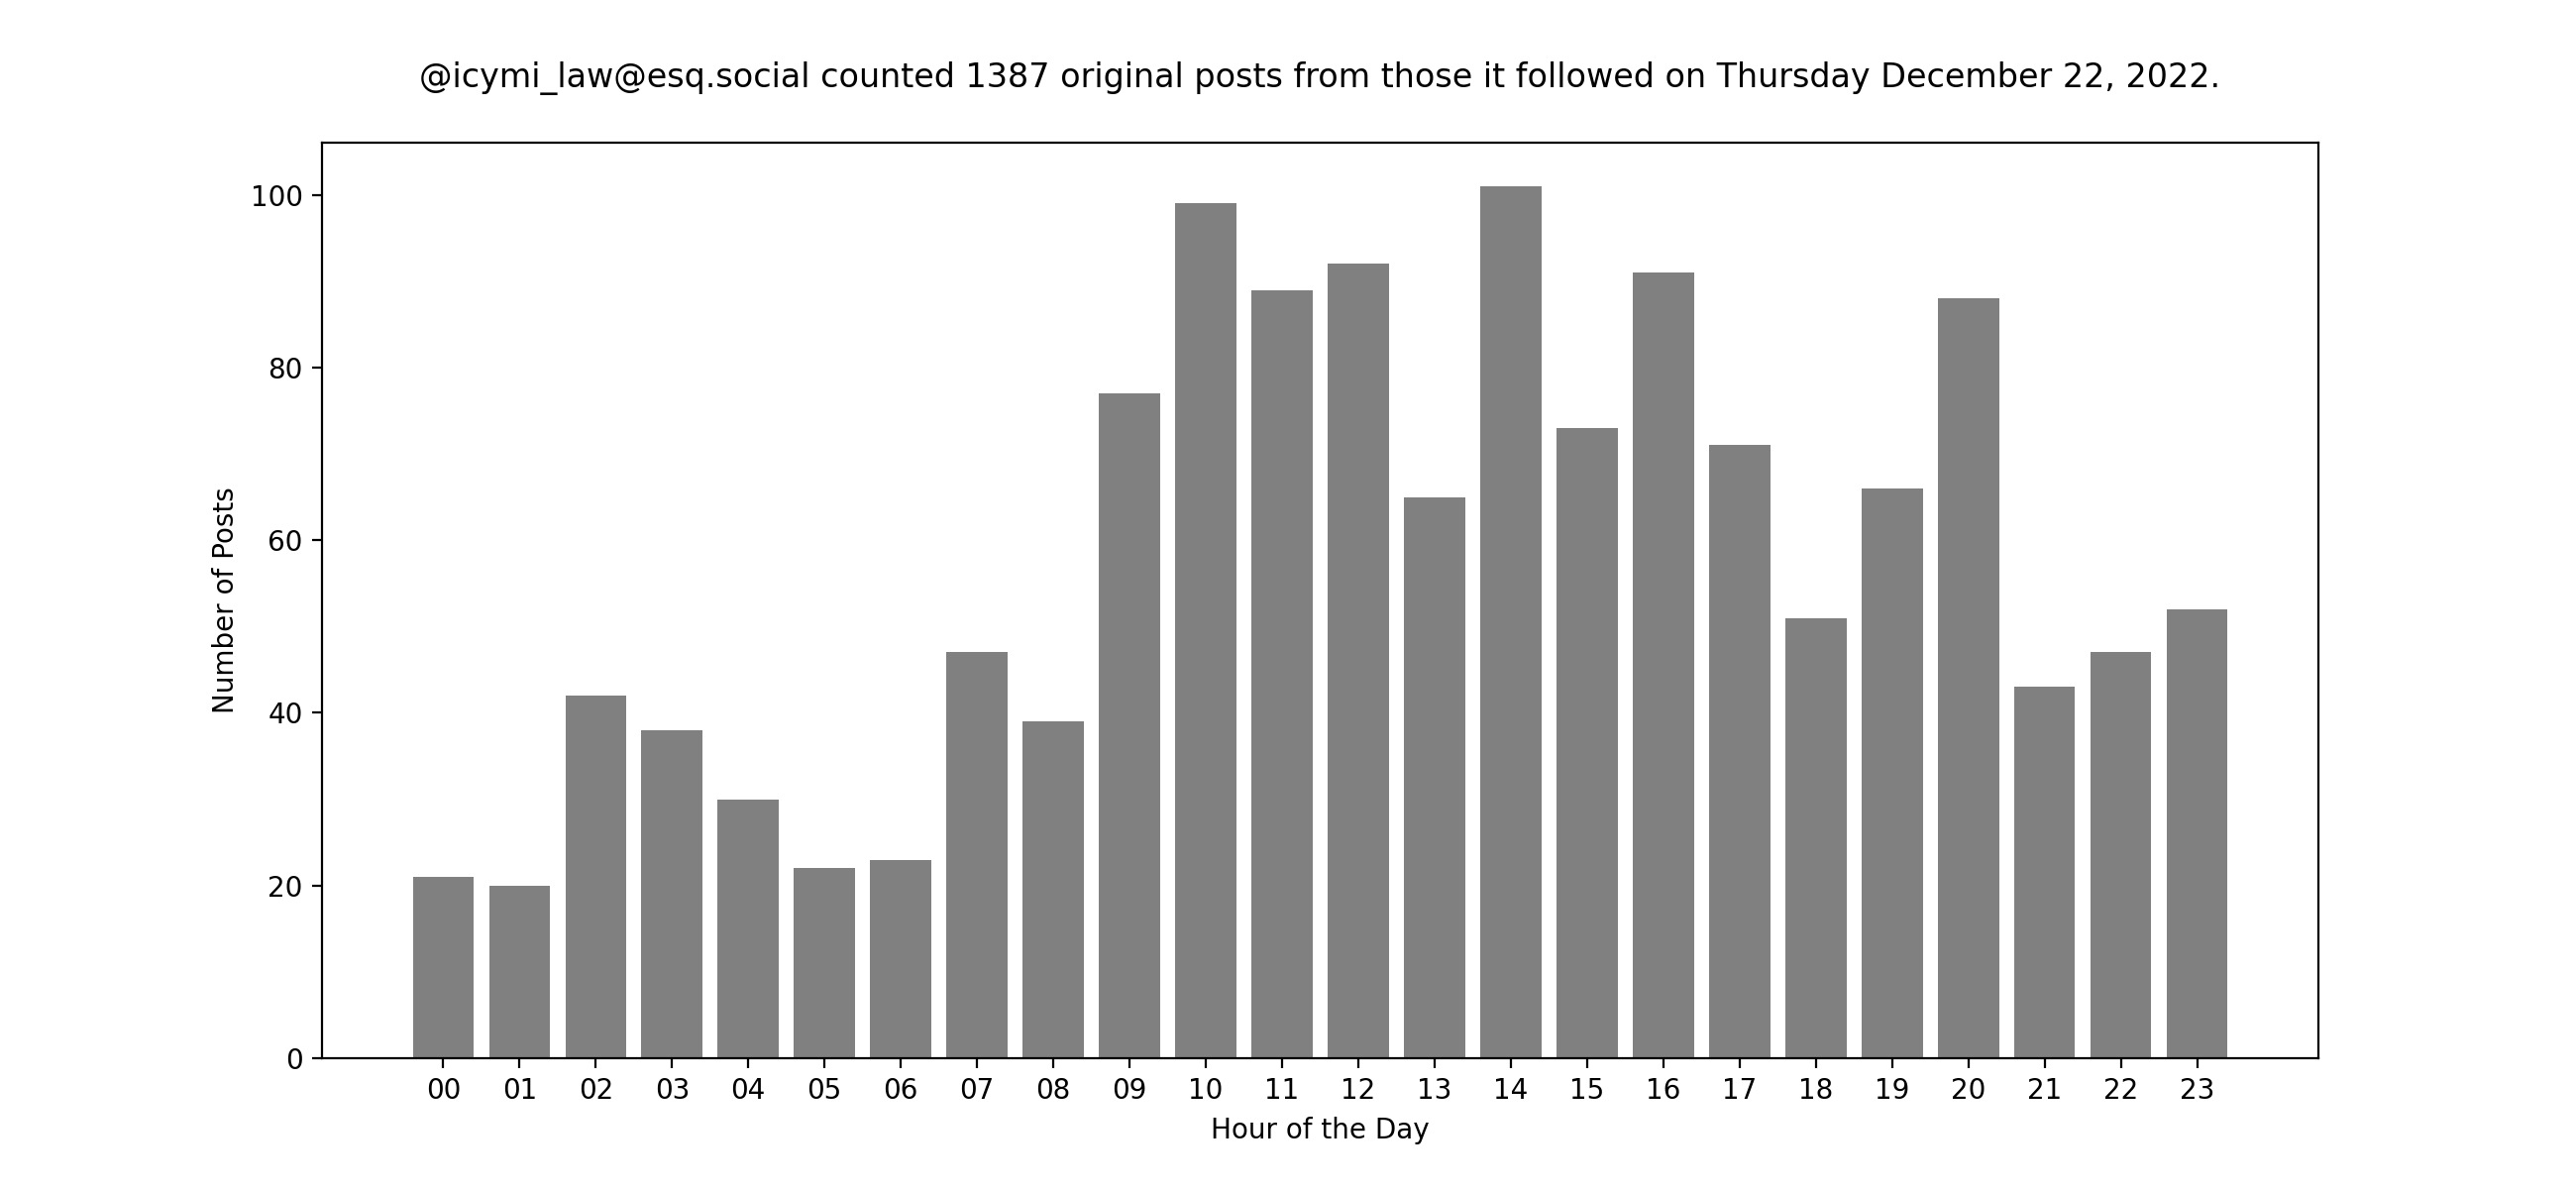 @icymi_law@esq.social counted 1387 original posts from those it followed on Thursday December 22, 2022.
100
80
60
40
20
0
Number of Posts
00 01 02 03 04 05 06 07 08 09 10 11 12 13 14 15 16 17 18 19 20 21 22 23
Hour of the Day